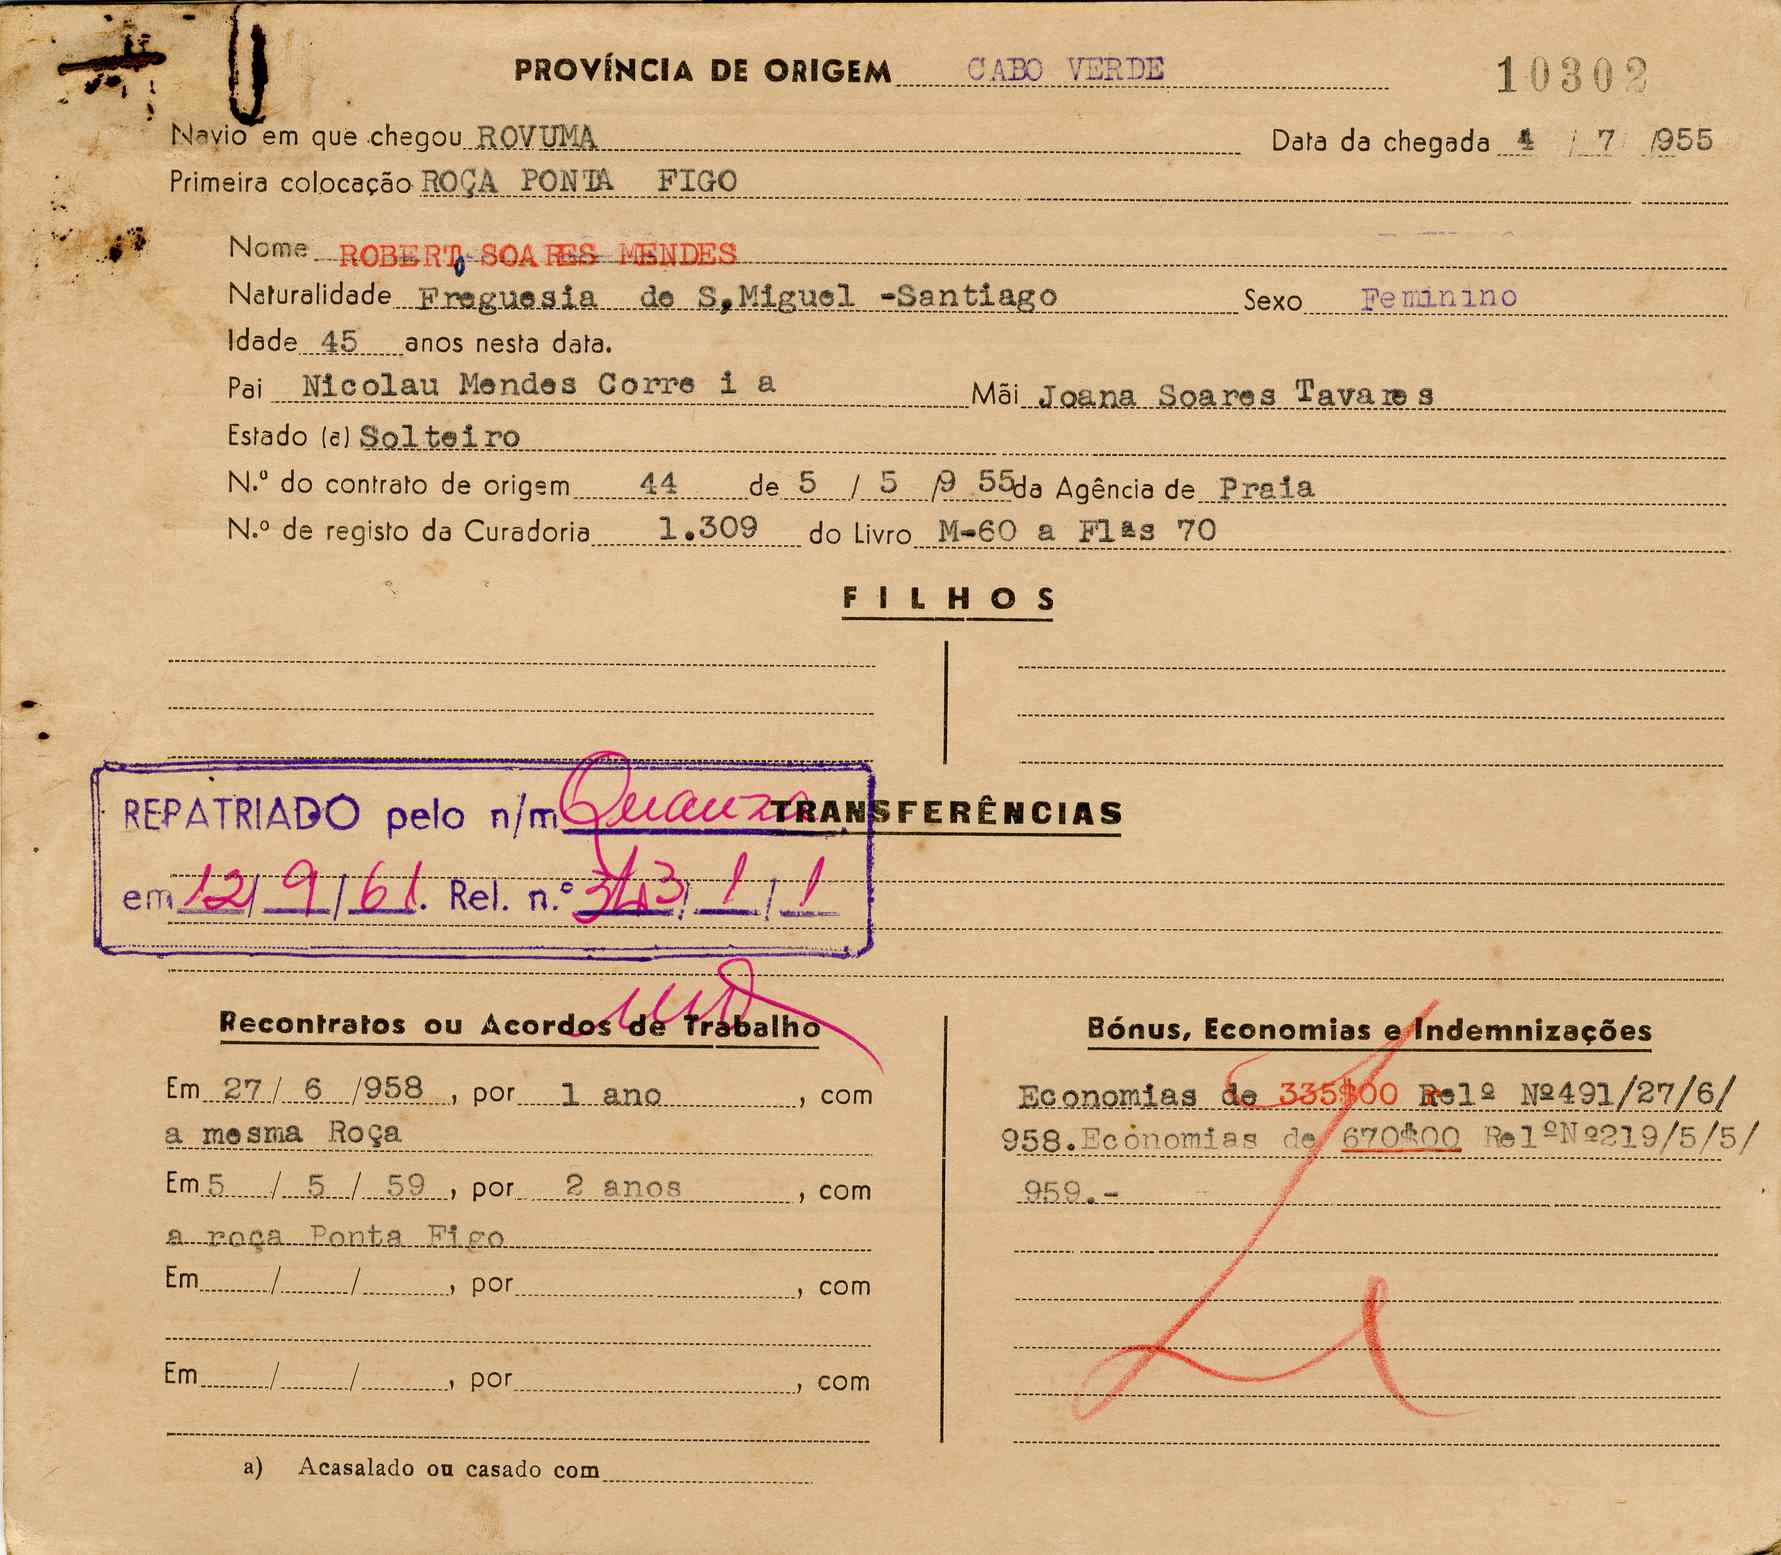 PROVÍNCIA DE ORIGEM CABO VERDE 10302
Navio em que chegou ROVUMA Data da chegada 4 / 7 /955
Primeira colocação ROÇA PONTA FIGO
Nome ROBERTO SOARES MENDES
Naturalidade Freguesia de S,Miguel -Santiago Sexo Feminino
Idade 45 anos nesta data.
Pai Nicolau Mendes Corre i a Mãi Joana Soares Tavares
Estado (a) Solteiro
N.º do contrato de origem 44 de 5 / 5 /9 55 da Agência de Praia
N.º de registo da Curadoria 1.309 do Livro M-60 a Flªs 70
FILHOS
TRANSFERÊNCIAS
REPATRIADO pelo n/m Quanza
em 12/ 9 / 61. Rel. n.º 343/ 1 / 1
Recontratos ou Acordos de Trabalho
Em 27 / 6 /958 , por 1 ano , com
a mesma Roça
Em 5 / 5 / 59 , por 2 anos , com
a roça Ponta Figo
Em / / , por , com
Em / / , por , com
a) Acasalado ou casado com
Bónus, Economias e Indemnizações
Economias de 335$00 Relº Nº491/27/6/
958.Economias de 670$00 RelºNº219/5/5/
959.-